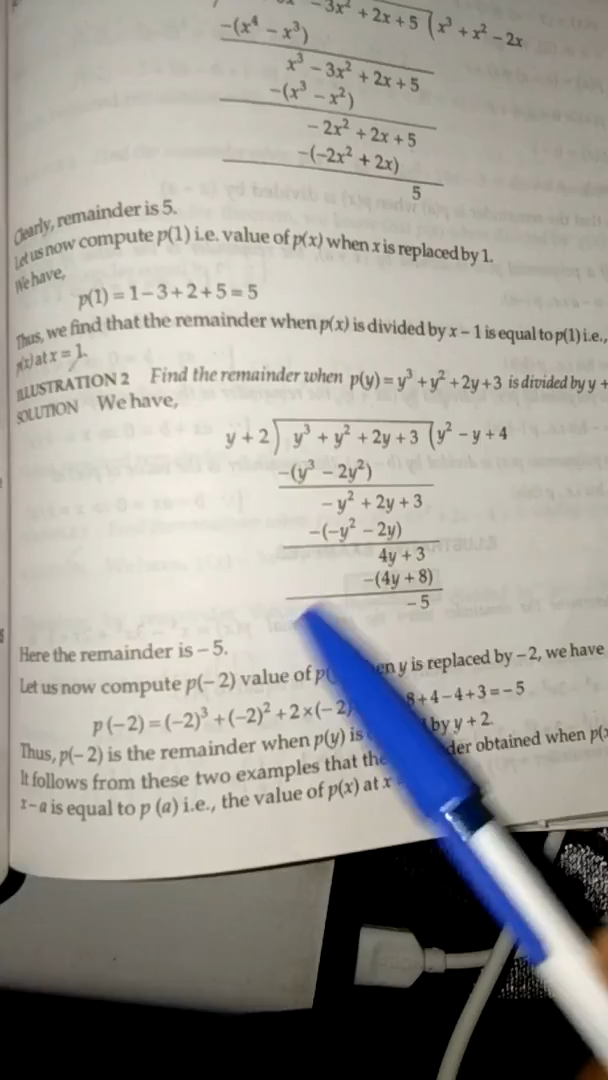 - 3x² + 2x + 5 ( x³ + x² - 2x
-(x⁴ - x³)
x³ - 3x² + 2x + 5
-(x³ - x²)
- 2x² + 2x + 5
-(-2x² + 2x)
5
Clearly, remainder is 5.
Let us now compute p(1) i.e. value of p(x) when x is replaced by 1.
We have,
p(1) = 1 - 3 + 2 + 5 = 5
Thus, we find that the remainder when p(x) is divided by x - 1 is equal to p(1) i.e.,
p(x) at x = 1.
ILLUSTRATION 2 Find the remainder when p(y) = y³ + y² + 2y + 3 is divided by y +
SOLUTION We have,
y + 2 ) y³ + y² + 2y + 3 ( y² - y + 4
-(y³ - 2y²)
- y² + 2y + 3
-(-y² - 2y)
4y + 3
-(4y + 8)
- 5
Here the remainder is - 5.
Let us now compute p(- 2) value of y is replaced by - 2, we have
p(-2) = (-2)³ + (-2)² + 2 × (-2) 8 + 4 - 4 + 3 = - 5
Thus, p(- 2) is the remainder when p(y) is by y + 2.
It follows from these two examples that the obtained when p(x
x - a is equal to p (a) i.e., the value of p(x) at x